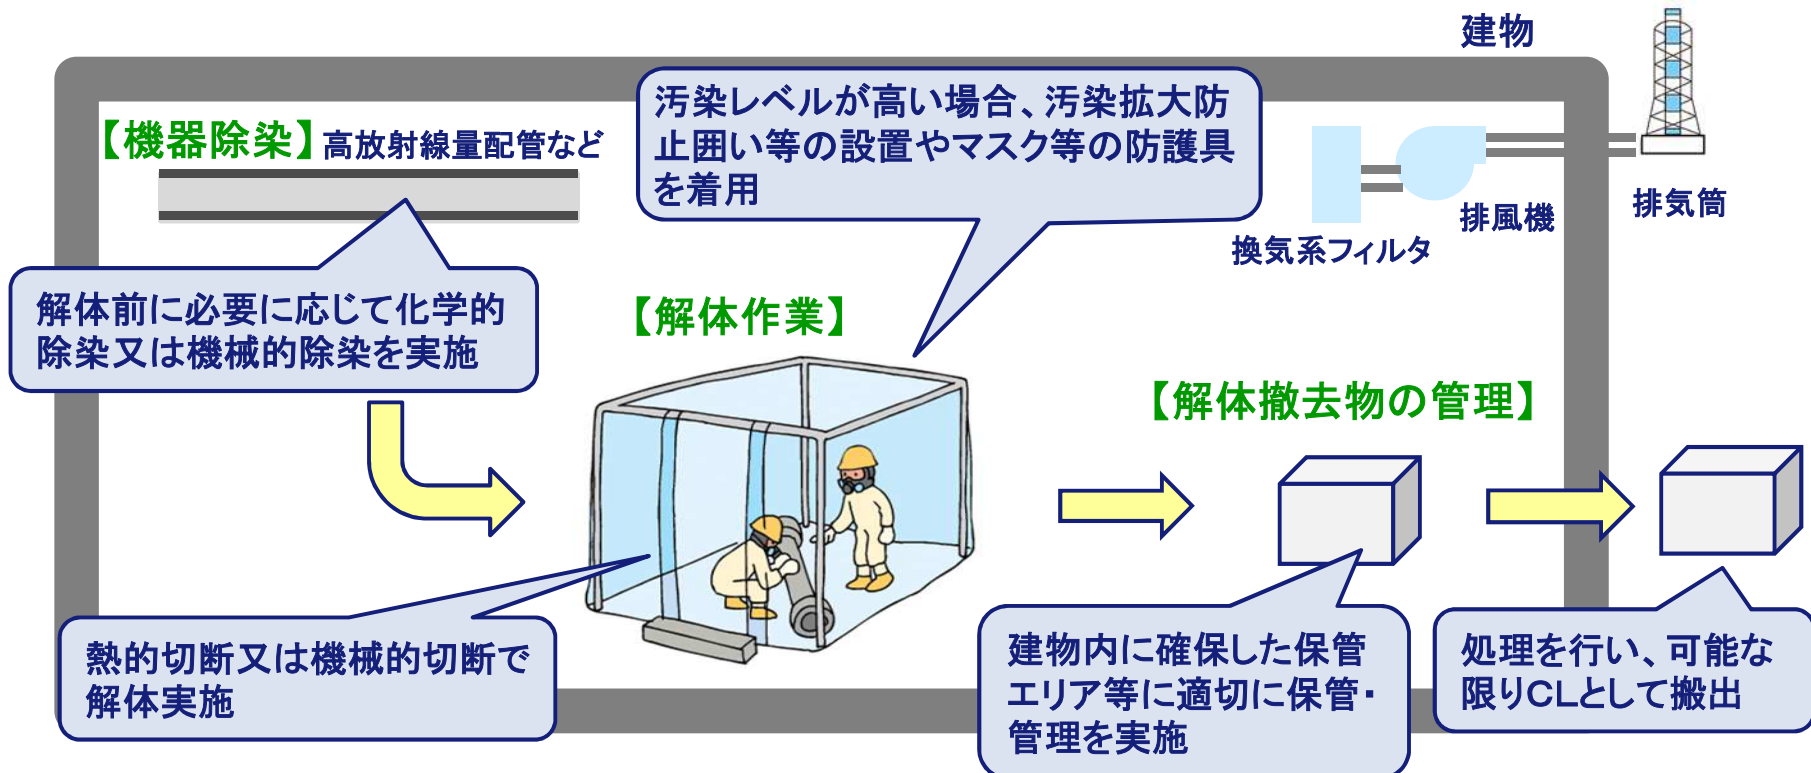 建物
汚染レベルが高い場合、汚染拡大防
止囲い等の設置やマスク等の防護具
を着用
【機器除染】高放射線量配管など
排気筒
排風機
換気系フィルタ
解体前に必要に応じて化学的
除染又は機械的除染を実施
【解体作業】
【解体撤去物の管理】
熱的切断又は機械的切断で
解体実施
建物内に確保した保管
エリア等に適切に保管・
管理を実施
処理を行い、可能な
限りCLとして搬出